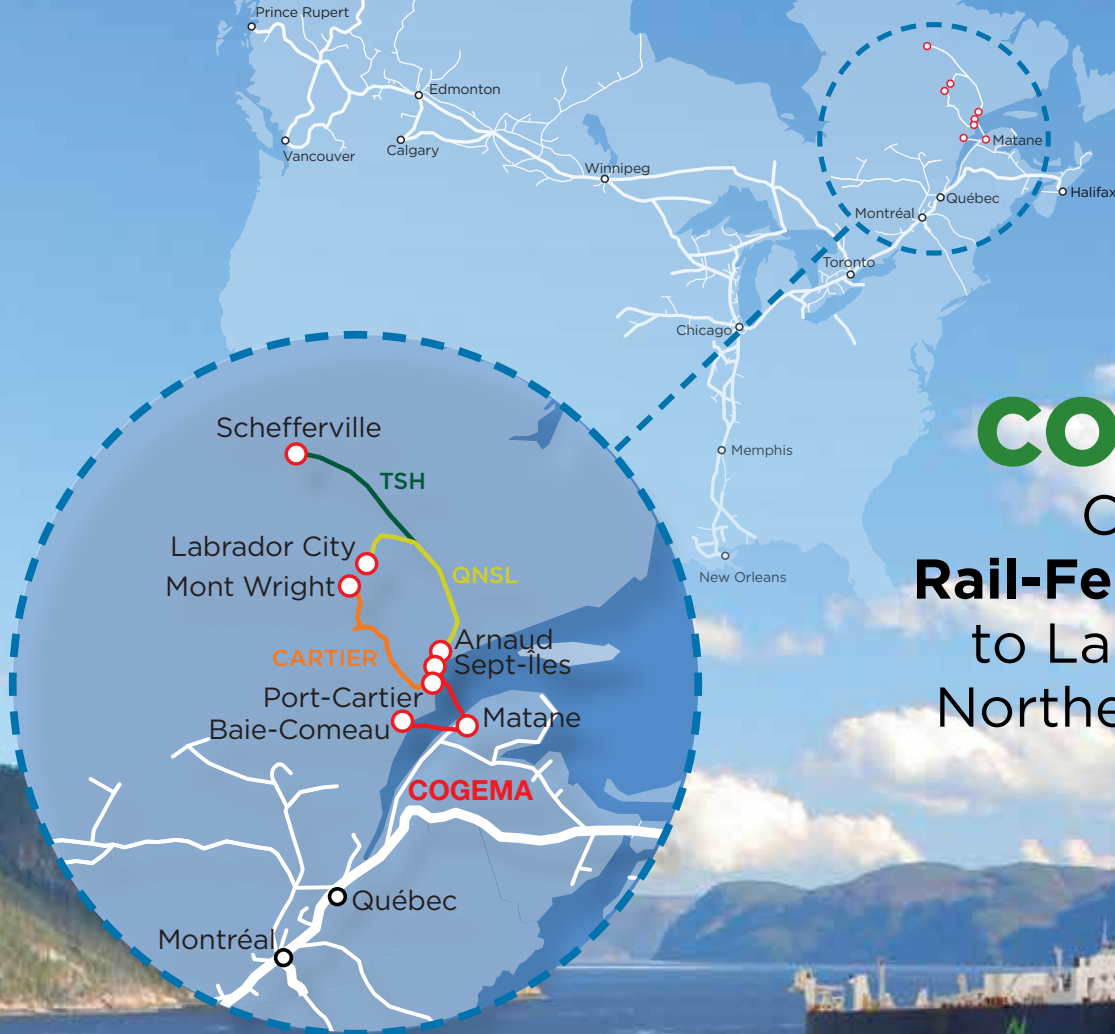 Prince Rupert
Edmonton
Vancouver
Calgary
Winnipeg
Matane
Halifax
Québec
Montréal
Toronto
Chicago
Memphis
New Orleans
Schefferville
TSH
Labrador City
Mont Wright
QNSL
CARTIER
Arnaud
Sept-Îles
Port-Cartier
Baie-Comeau
Matane
COGEMA
Québec
Montréal
CO
Rail-Fe
to La
Northe